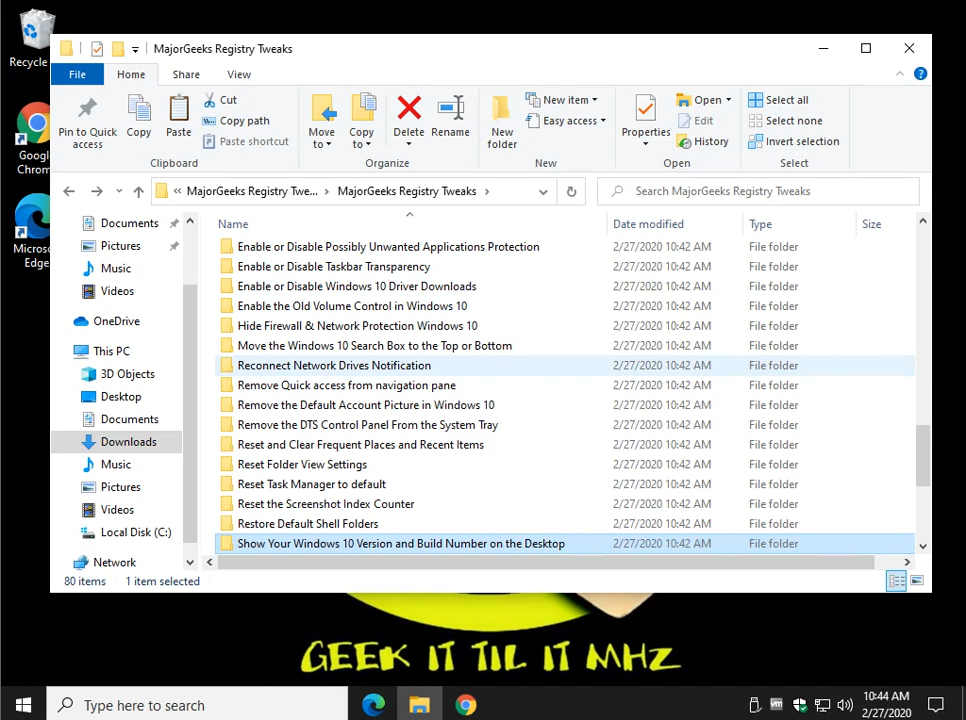 Recycle
Google
Chrom
Micros
Edge
MajorGeeks Registry Tweaks
File Home Share View
Pin to Quick access
Copy
Paste
Cut
Copy path
Paste shortcut
Clipboard
Move to
Copy to
Delete
Rename
Organize
New folder
New item
Easy access
New
Properties
Open
Edit
History
Open
Select all
Select none
Invert selection
Select
« MajorGeeks Registry Twe... › MajorGeeks Registry Tweaks ›
Search MajorGeeks Registry Tweaks
Documents
Pictures
Music
Videos
OneDrive
This PC
3D Objects
Desktop
Documents
Downloads
Music
Pictures
Videos
Local Disk (C:)
Network
Name Date modified Type Size
Enable or Disable Possibly Unwanted Applications Protection 2/27/2020 10:42 AM File folder
Enable or Disable Taskbar Transparency 2/27/2020 10:42 AM File folder
Enable or Disable Windows 10 Driver Downloads 2/27/2020 10:42 AM File folder
Enable the Old Volume Control in Windows 10 2/27/2020 10:42 AM File folder
Hide Firewall & Network Protection Windows 10 2/27/2020 10:42 AM File folder
Move the Windows 10 Search Box to the Top or Bottom 2/27/2020 10:42 AM File folder
Reconnect Network Drives Notification 2/27/2020 10:42 AM File folder
Remove Quick access from navigation pane 2/27/2020 10:42 AM File folder
Remove the Default Account Picture in Windows 10 2/27/2020 10:42 AM File folder
Remove the DTS Control Panel From the System Tray 2/27/2020 10:42 AM File folder
Reset and Clear Frequent Places and Recent Items 2/27/2020 10:42 AM File folder
Reset Folder View Settings 2/27/2020 10:42 AM File folder
Reset Task Manager to default 2/27/2020 10:42 AM File folder
Reset the Screenshot Index Counter 2/27/2020 10:42 AM File folder
Restore Default Shell Folders 2/27/2020 10:42 AM File folder
Show Your Windows 10 Version and Build Number on the Desktop 2/27/2020 10:42 AM File folder
80 items 1 item selected
GEEK IT TIL IT MHZ
Type here to search
10:44 AM
2/27/2020